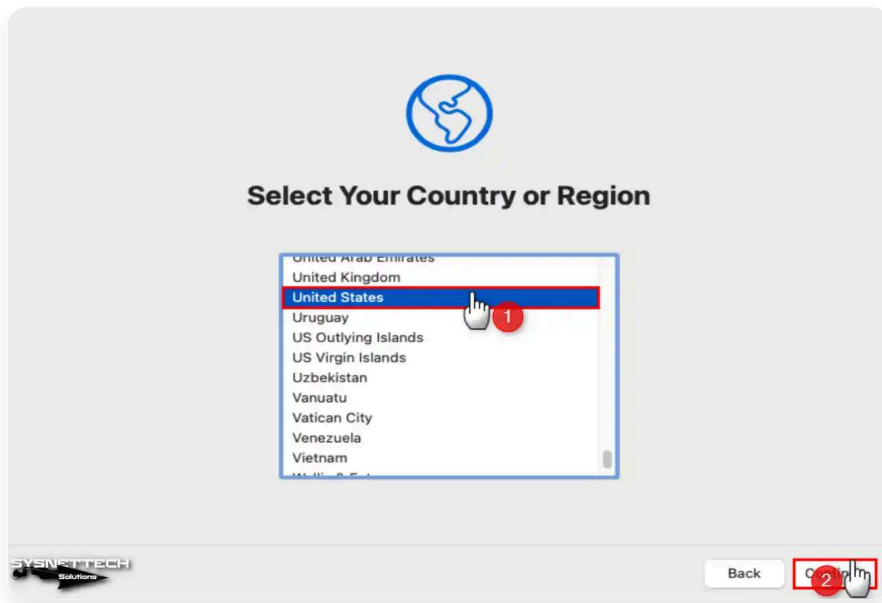 Select Your Country or Region
United Arab Emirates
United Kingdom
United States
1
Uruguay
US Outlying Islands
US Virgin Islands
Uzbekistan
Vanuatu
Vatican City
Venezuela
Vietnam
SYSNETTECH
Solutions
Back
2